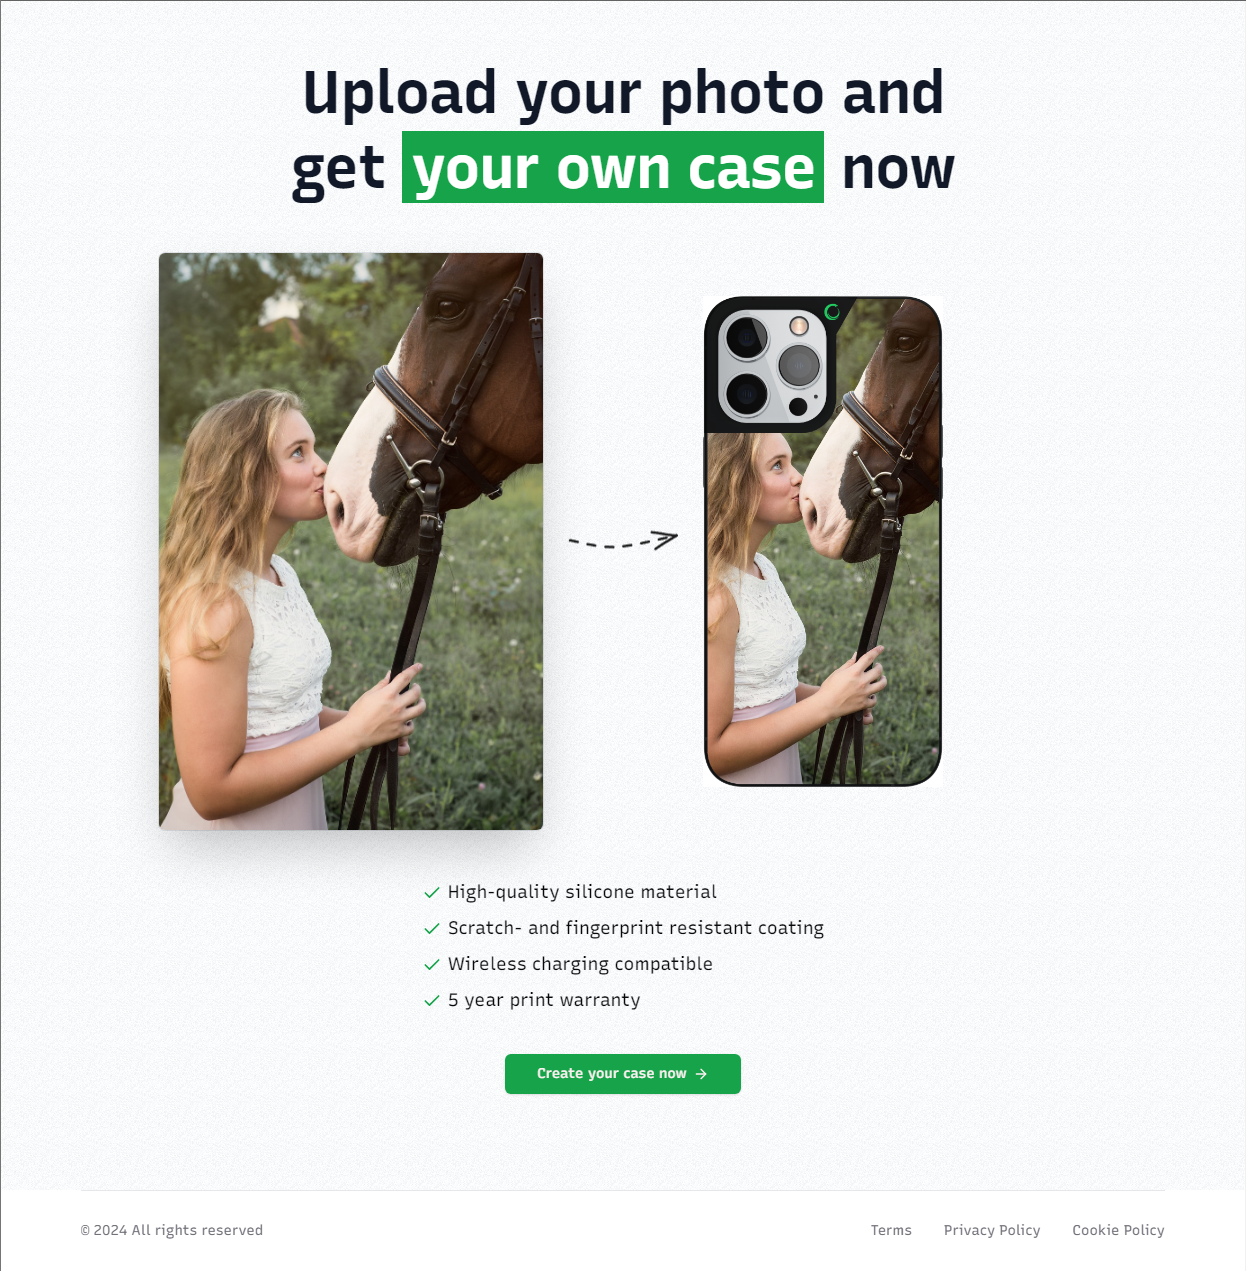 Upload your photo and
get your own case now
High-quality silicone material
Scratch- and fingerprint resistant coating
Wireless charging compatible
5 year print warranty
Create your case now →
© 2024 All rights reserved
Terms Privacy Policy Cookie Policy